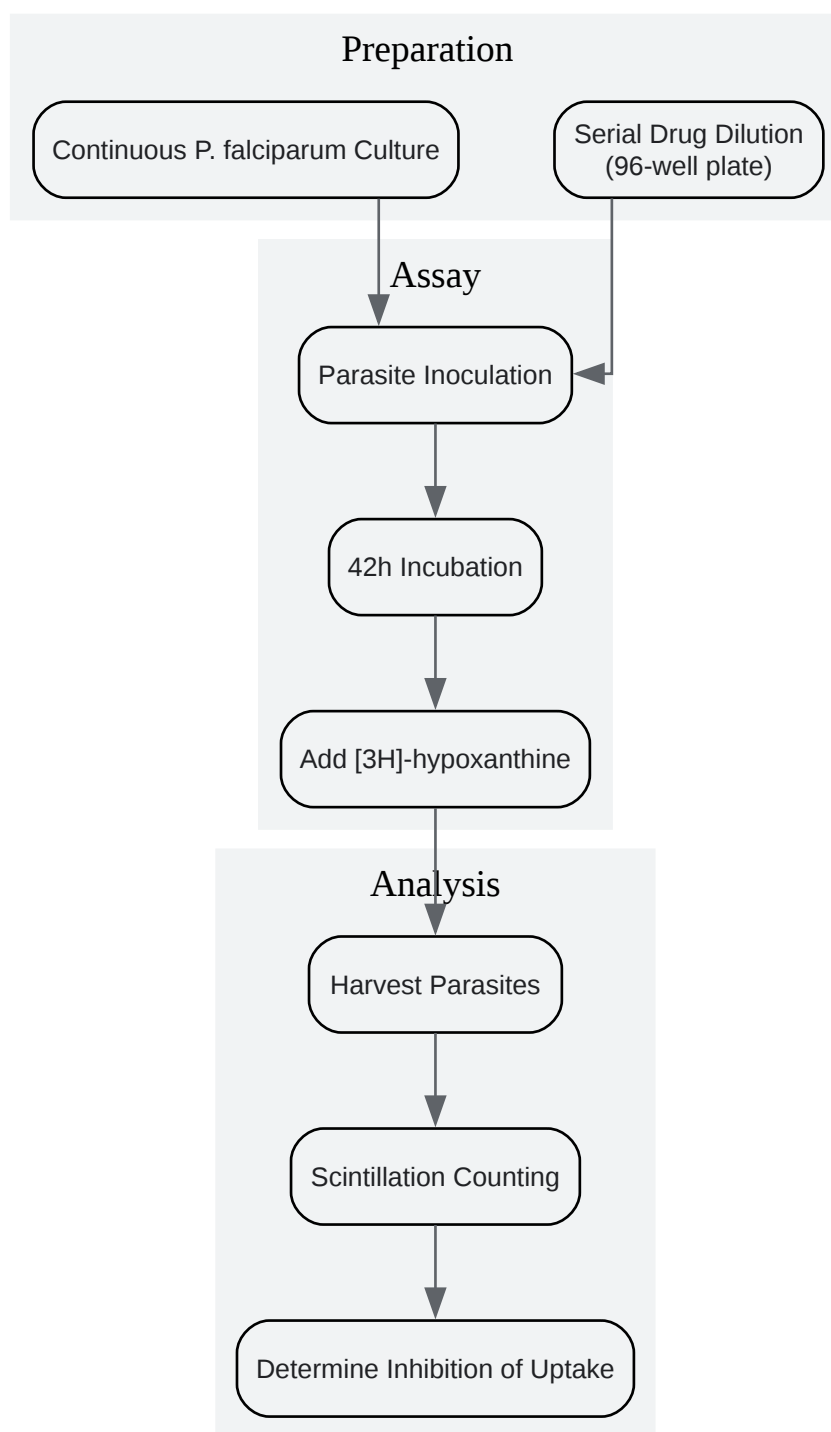 Preparation
Continuous P. falciparum Culture
Serial Drug Dilution
(96-well plate)
Assay
Parasite Inoculation
42h Incubation
Add [3H]-hypoxanthine
Analysis
Harvest Parasites
Scintillation Counting
Determine Inhibition of Uptake